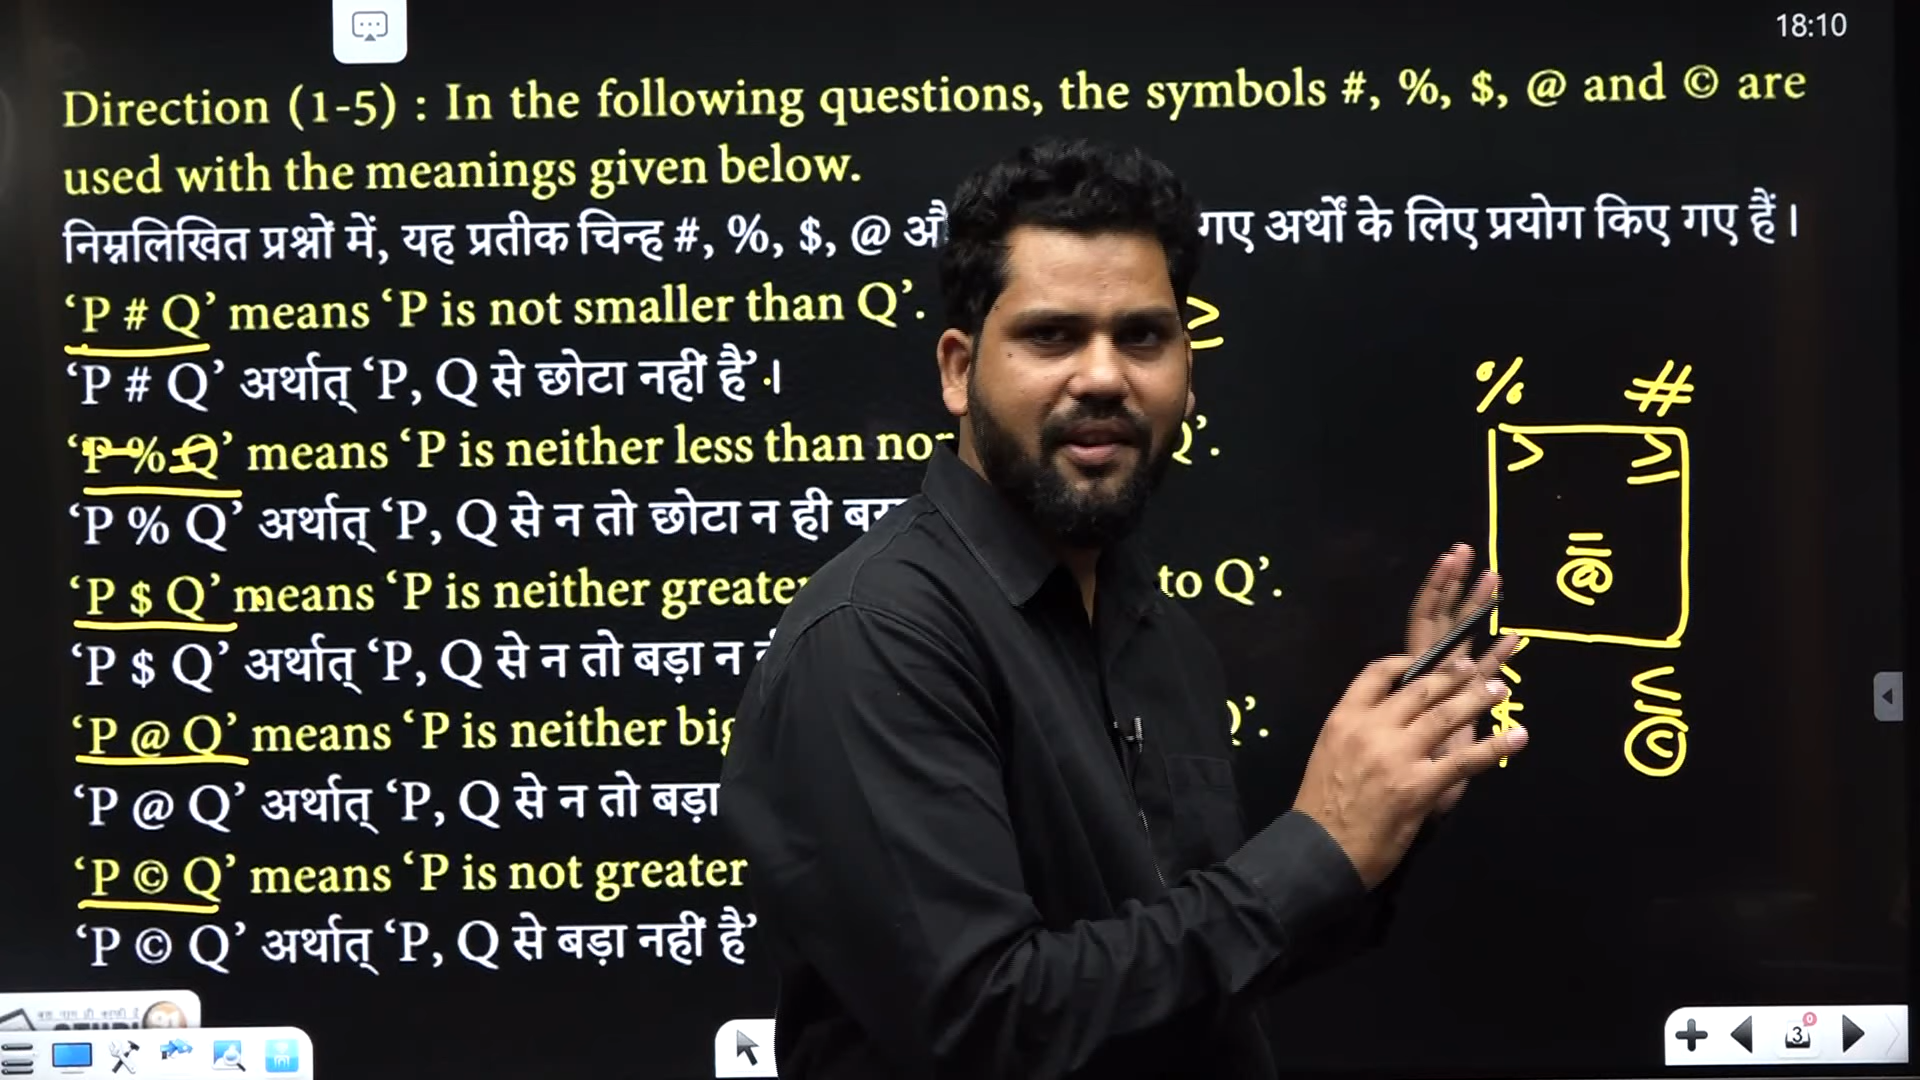 18:10
Direction (1-5) : In the following questions, the symbols #, %, $, @ and © are
used with the meanings given below.
निम्नलिखित प्रश्नों में, यह प्रतीक चिन्ह #, %, $, @ गए अर्थों के लिए प्रयोग किए गए हैं।
‘P # Q’ means ‘P is not smaller than Q’. ≥
‘P # Q’ अर्थात् ‘P, Q से छोटा नहीं है’।
‘P % Q’ means ‘P is neither less than Q’.
‘P % Q’ अर्थात् ‘P, Q से न तो छोटा न ही
‘P $ Q’ means ‘P is neither greater to Q’.
‘P $ Q’ अर्थात् ‘P, Q से न तो बड़ा न
‘P @ Q’ means ‘P is neither Q’.
‘P @ Q’ अर्थात् ‘P, Q से न तो बड़ा
‘P © Q’ means ‘P is not greater
‘P © Q’ अर्थात् ‘P, Q से बड़ा नहीं है’
% #
> ≥
=
@
≤
$ ©
3